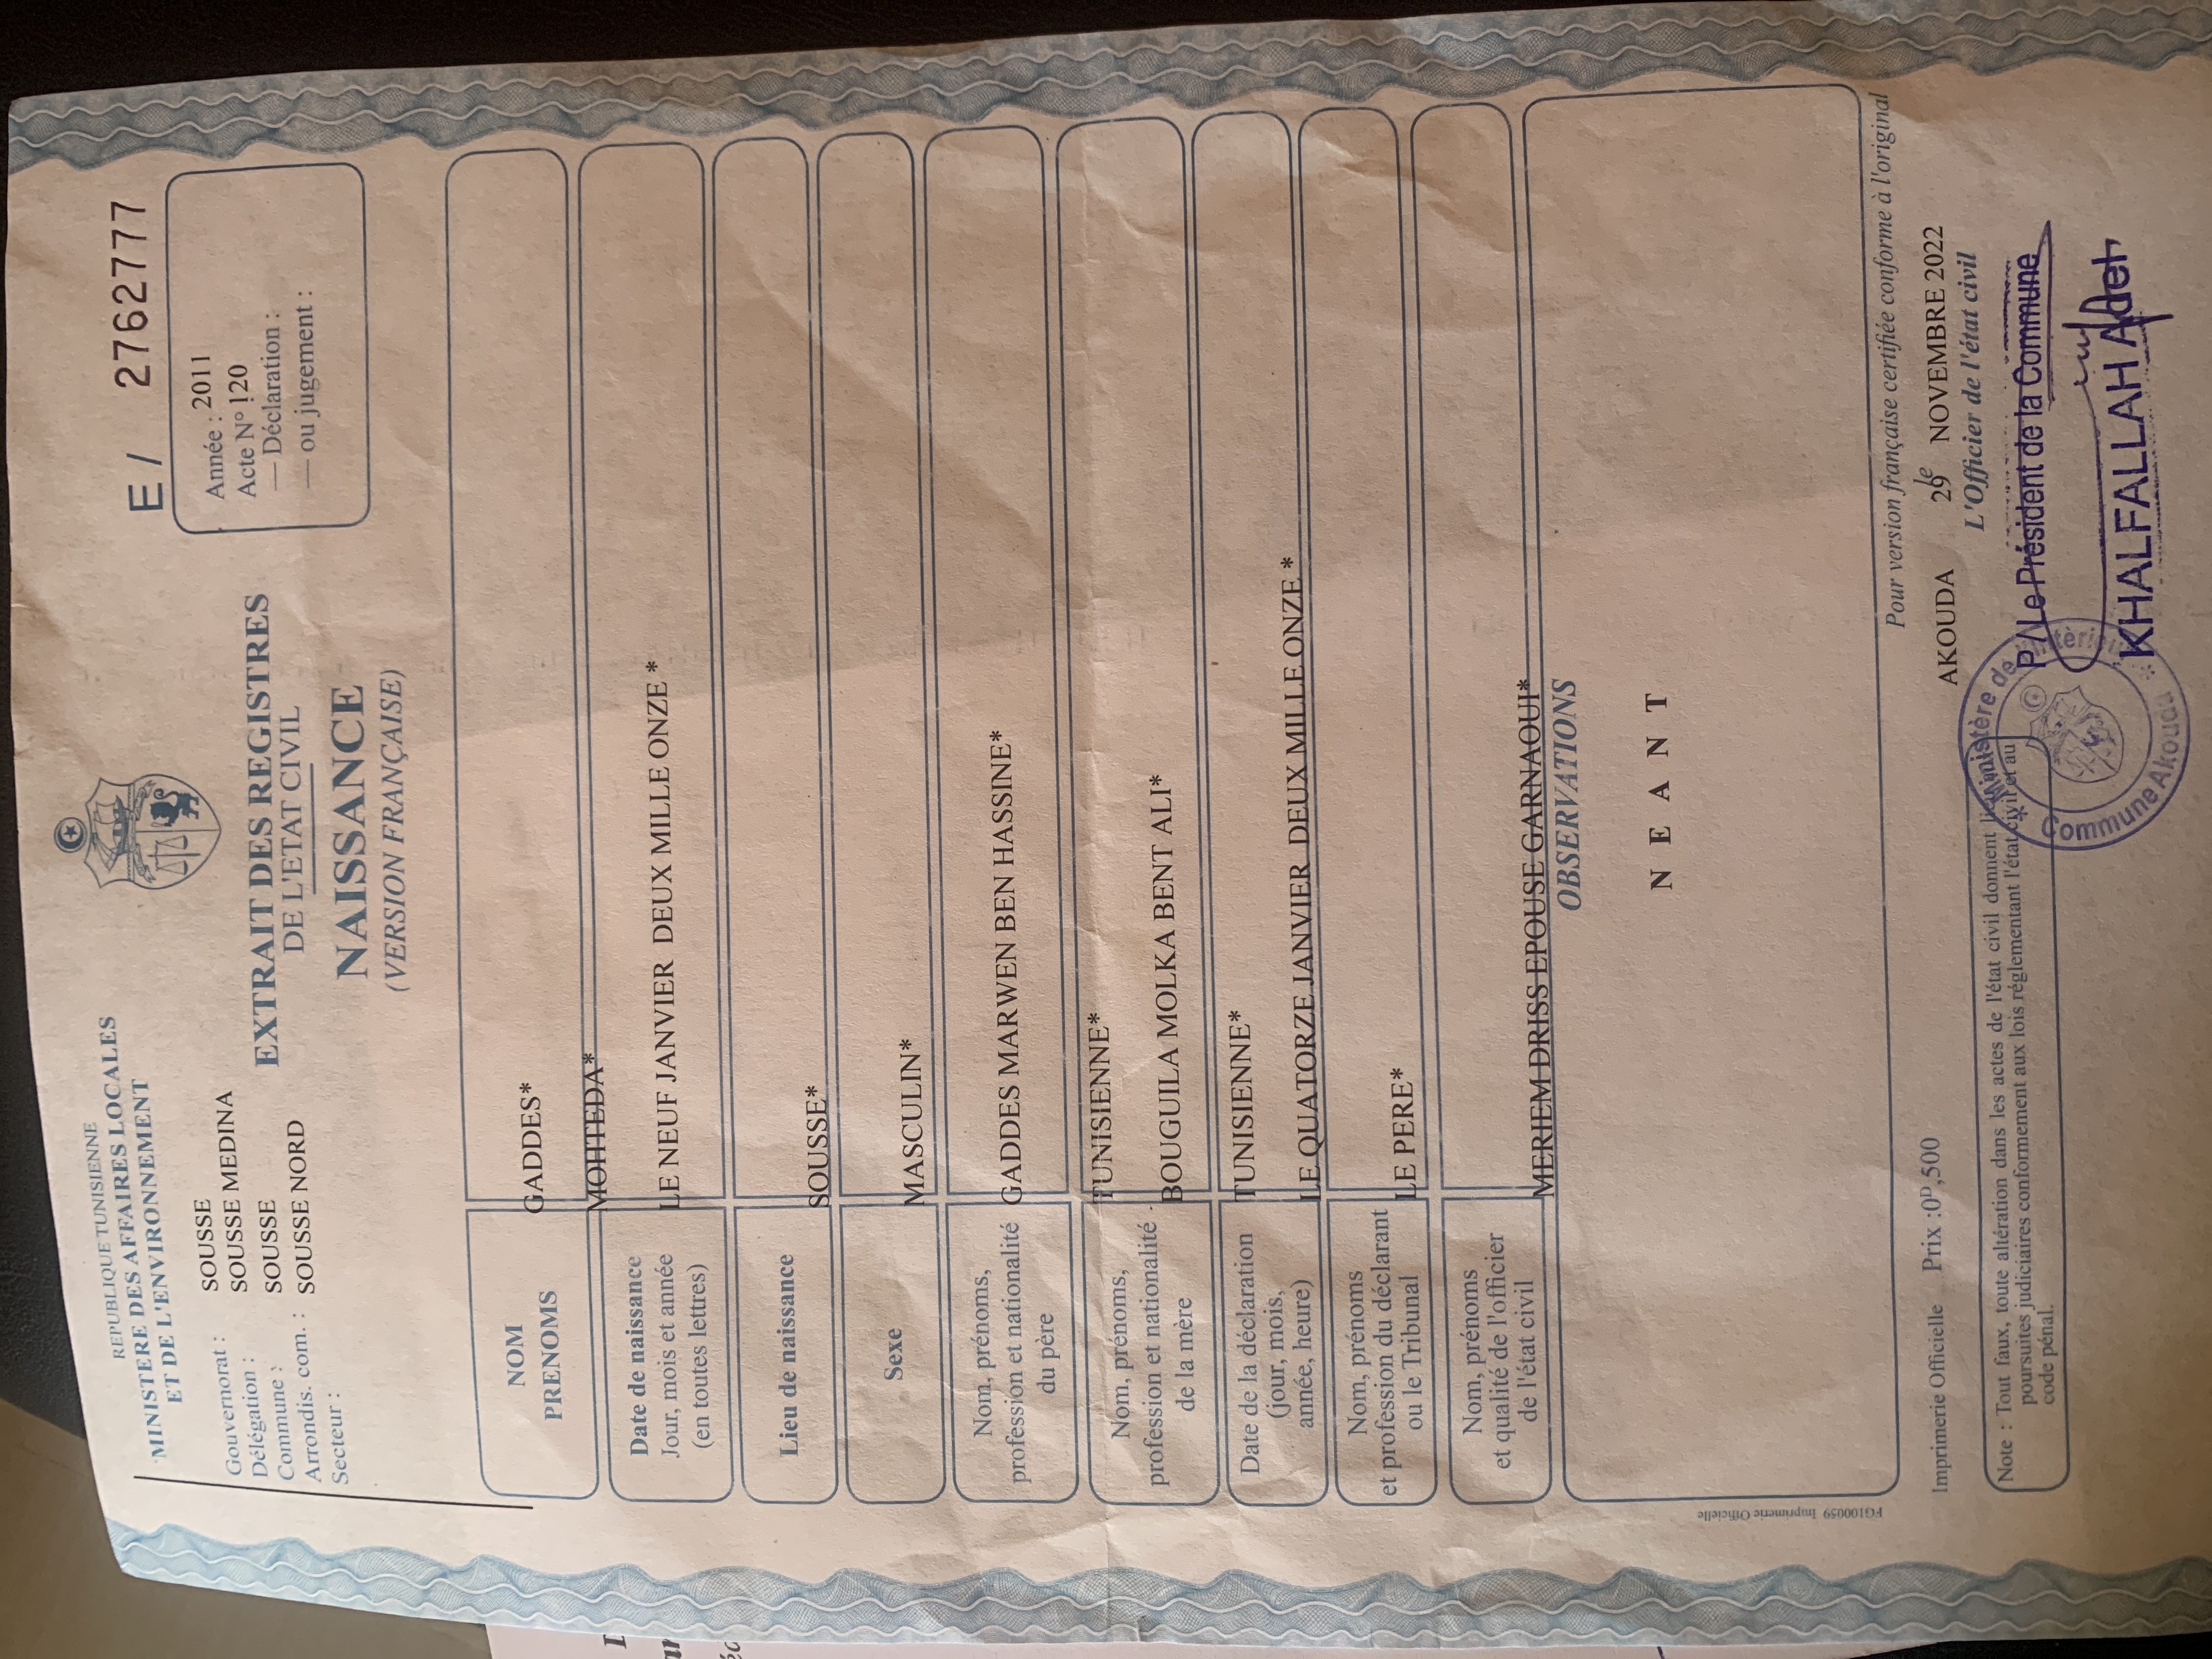 REPUBLIQUE TUNISIENNE
MINISTERE DES AFFAIRES LOCALES
ET DE L'ENVIRONNEMENT
Gouvernorat : SOUSSE
Délégation : SOUSSE MEDINA
Commune : SOUSSE
Arrondis. com. : SOUSSE NORD
Secteur :
E / 2762777
Année : 2011
Acte N° 120
— Déclaration :
— ou jugement :
EXTRAIT DES REGISTRES
DE L'ETAT CIVIL
NAISSANCE
(VERSION FRANÇAISE)
NOM
PRENOMS
GADDES*
Date de naissance
Jour, mois et année
(en toutes lettres)
LE NEUF JANVIER DEUX MILLE ONZE *
Lieu de naissance
SOUSSE*
Sexe
MASCULIN*
Nom, prénoms,
profession et nationalité
du père
GADDES MARWEN BEN HASSINE*
TUNISIENNE*
Nom, prénoms,
profession et nationalité
de la mère
BOUGUILA MOLKA BENT ALI*
TUNISIENNE*
Date de la déclaration
(jour, mois,
année, heure)
LE QUATORZE JANVIER DEUX MILLE ONZE *
Nom, prénoms
et profession du déclarant
ou le Tribunal
LE PERE*
Nom, prénoms
et qualité de l'officier
de l'état civil
MERIEM DRISS EPOUSE GARNAOUI*
OBSERVATIONS
N E A N T
FG100059 Imprimerie Officielle
Pour version française certifiée conforme à l'original
Imprimerie Officielle Prix :0D,500
AKOUDA le 29 NOVEMBRE 2022
L'Officier de l'état civil
P/ Le Président de la Commune
KHALFALLAH Adel
Ministère de
Commune Akouda
Note : Tout faux, toute altération dans les actes de l'état civil donnent lieu à
poursuites judiciaires conformement aux lois réglementant l'état civil et au
code pénal.